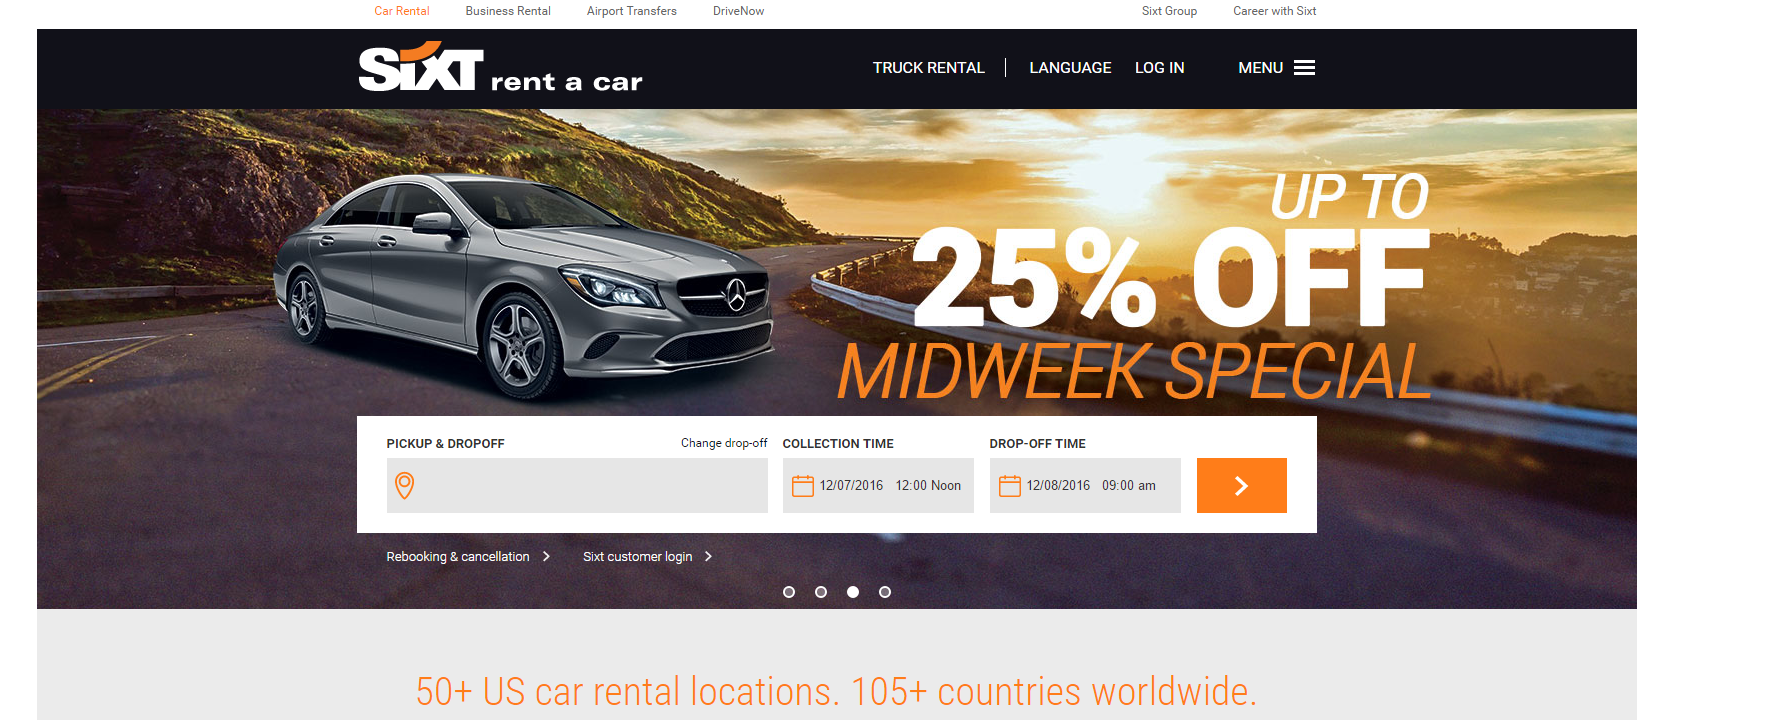 Car Rental Business Rental Airport Transfers DriveNow Sixt Group Career with Sixt
SIXT rent a car TRUCK RENTAL LANGUAGE LOG IN MENU
UP TO
25% OFF
MIDWEEK SPECIAL
PICKUP & DROPOFF Change drop-off COLLECTION TIME DROP-OFF TIME
12/07/2016 12:00 Noon 12/08/2016 09:00 am
Rebooking & cancellation Sixt customer login
50+ US car rental locations. 105+ countries worldwide.